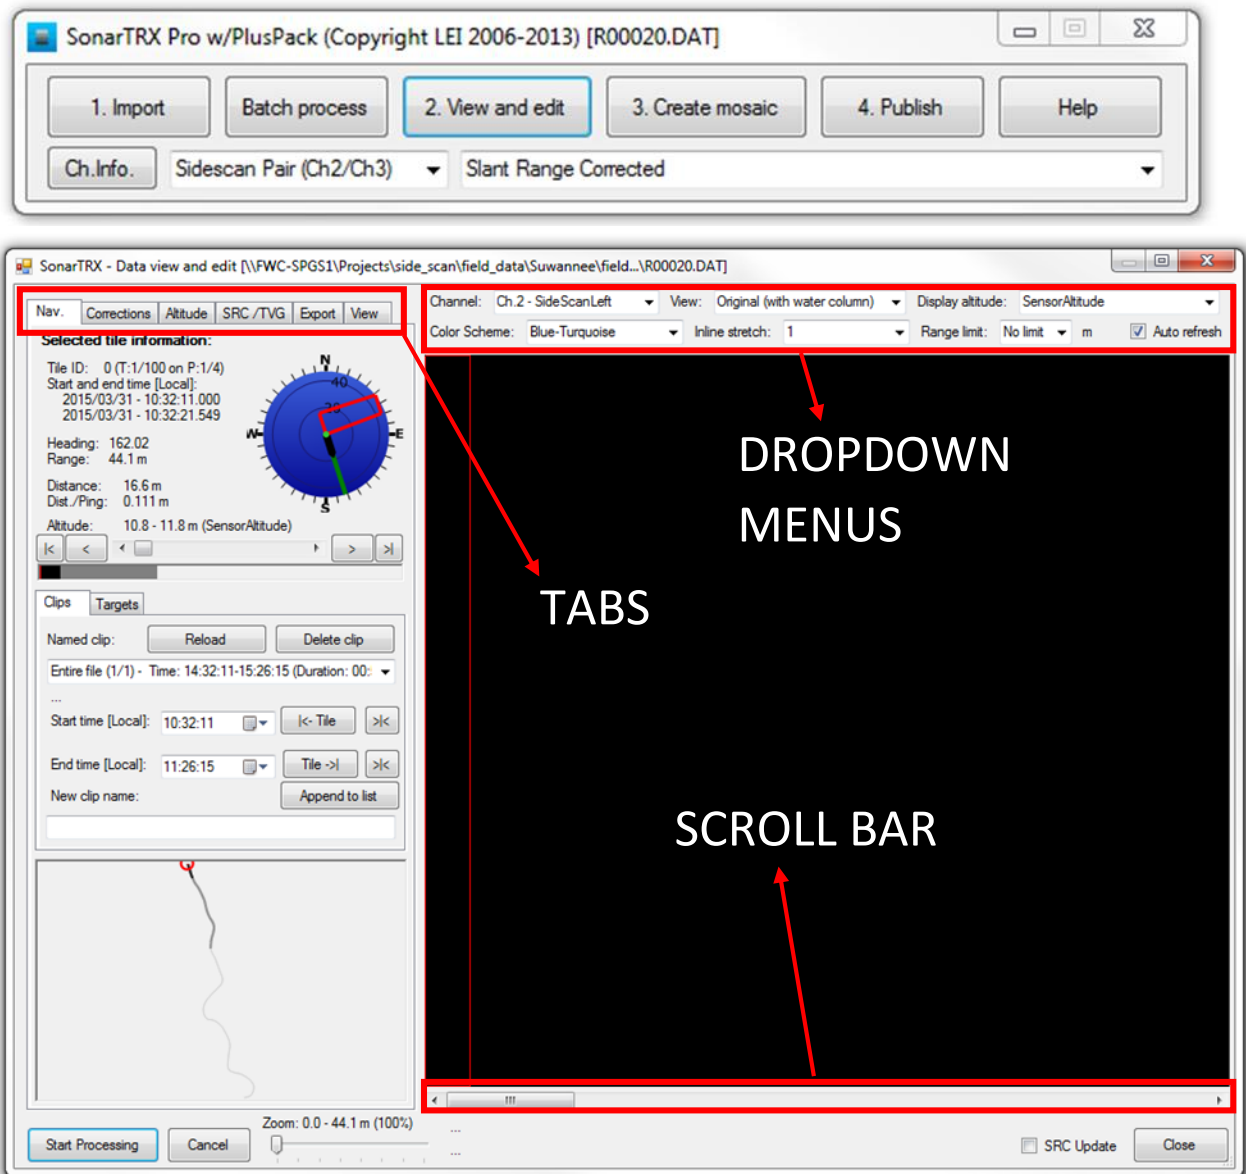 SonarTRX Pro w/PlusPack (Copyright LEI 2006-2013) [R00020.DAT]
1. Import Batch process 2. View and edit 3. Create mosaic 4. Publish Help
Ch.Info. Sidescan Pair (Ch2/Ch3) Slant Range Corrected
SonarTRX - Data view and edit [\\FWC-SPGS1\Projects\side_scan\field_data\Suwannee\field...\R00020.DAT]
Nav. Corrections Altitude SRC /TVG Export View
Channel: Ch.2 - SideScanLeft View: Original (with water column) Display altitude: SensorAltitude
Color Scheme: Blue-Turquoise Inline stretch: 1 Range limit: No limit m Auto refresh
Selected tile information:
Tile ID: 0 (T:1/100 on P:1/4)
Start and end time [Local]:
2015/03/31 - 10:32:11.000
2015/03/31 - 10:32:21.549
Heading: 162.02
Range: 44.1 m
Distance: 16.6 m
Dist./Ping: 0.111 m
Altitude: 10.8 - 11.8 m (SensorAltitude)
N
40
W E
S
|< < > >|
DROPDOWN
MENUS
TABS
Clips Targets
Named clip: Reload Delete clip
Entire file (1/1) - Time: 14:32:11-15:26:15 (Duration: 00:
...
Start time [Local]: 10:32:11 |<- Tile >|<
End time [Local]: 11:26:15 Tile ->| >|<
New clip name: Append to list
SCROLL BAR
Zoom: 0.0 - 44.1 m (100%)
...
...
Start Processing Cancel SRC Update Close